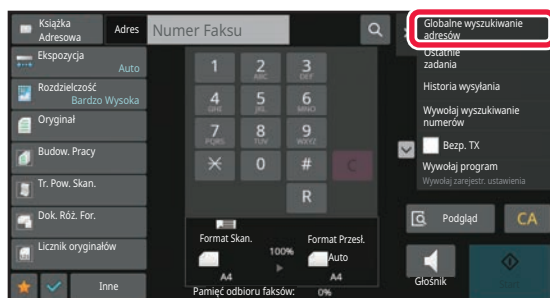 Książka
Adresowa
Adres
Numer Faksu
Globalne wyszukiwanie
adresów
Ekspozycja
Auto
Rozdzielczość
Bardzo Wysoka
Oryginał
Budow. Pracy
Tr. Pow. Skan.
Dok. Róż. For.
Licznik oryginałów
Inne
1
2
ABC
3
DEF
4
GHI
5
JKL
6
MNO
7
PQRS
8
TUV
9
WXYZ
0
#
C
R
Format Skan.
100%
Format Przesł.
Auto
A4
A4
Pamięć odbioru faksów: 0%
Ostatnie
zadania
Historia wysyłania
Wywołaj wyszukiwanie
numerów
Bezp. TX
Wywołaj program
Wywołaj zarejestr. ustawienia
Podgląd
CA
Głośnik
Start